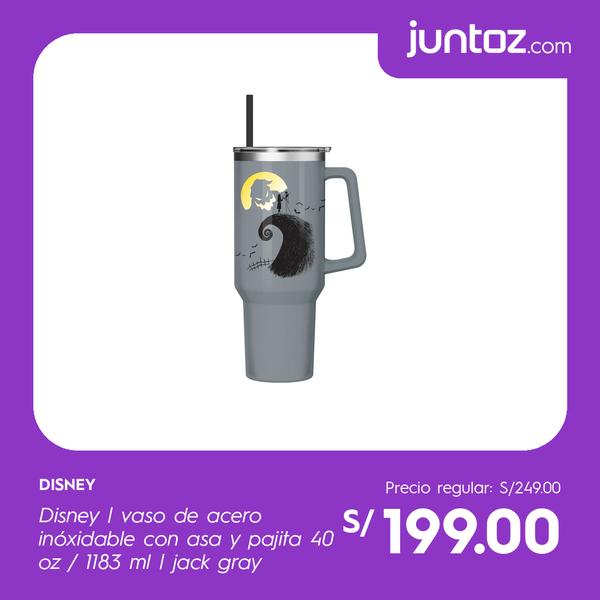 juntoz.com
DISNEY
Disney | vaso de acero
inóxidable con asa y pajita 40
oz / 1183 ml | jack gray
Precio regular: S/249.00
S/199.00